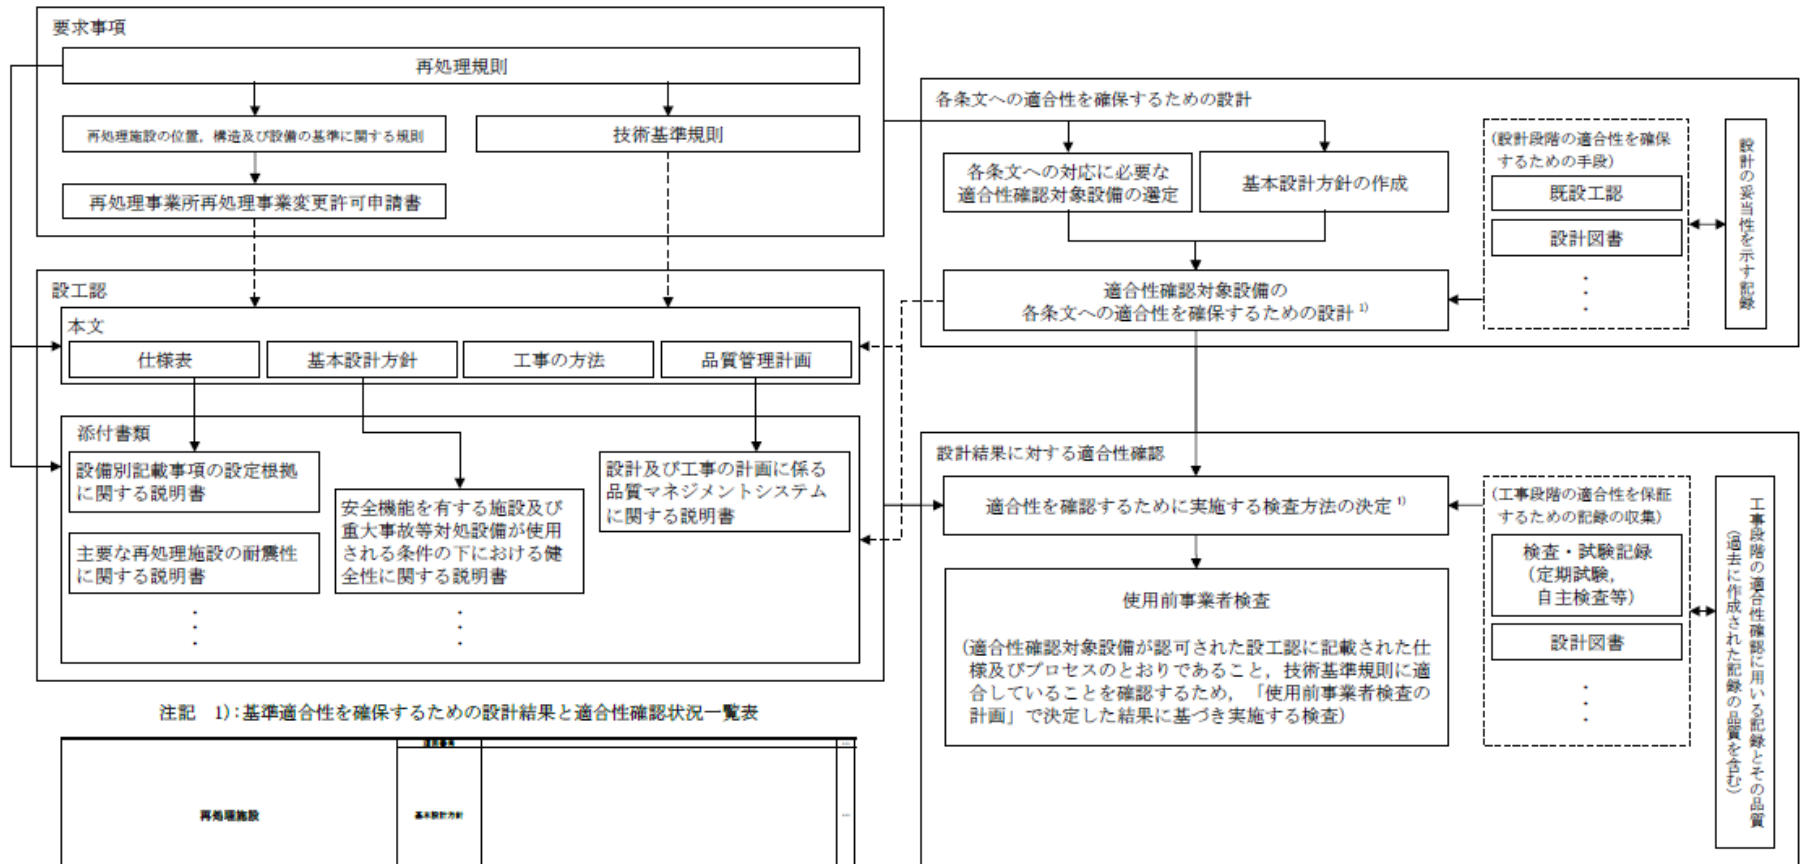 要求事項
再処理規則
再処理施設の位置，構造及び設備の基準に関する規則
技術基準規則
再処理事業所再処理事業変更許可申請書
設工認
本文
仕様表
基本設計方針
工事の方法
品質管理計画
添付書類
設備別記載事項の設定根拠
に関する説明書
主要な再処理施設の耐震性
に関する説明書
・
・
・
安全機能を有する施設及び
重大事故等対処設備が使用
される条件の下における健
全性に関する説明書
・
・
・
設計及び工事の計画に係る
品質マネジメントシステム
に関する説明書
各条文への適合性を確保するための設計
各条文への対応に必要な
適合性確認対象設備の選定
基本設計方針の作成
適合性確認対象設備の
各条文への適合性を確保するための設計 1)
(設計段階の適合性を確保
するための手段)
既設工認
設計図書
・
・
・
設計の妥当性を示す記録
設計結果に対する適合性確認
適合性を確認するために実施する検査方法の決定 1)
使用前事業者検査
(適合性確認対象設備が認可された設工認に記載された仕
様及びプロセスのとおりであること，技術基準規則に適
合していることを確認するため，「使用前事業者検査の
計画」で決定した結果に基づき実施する検査)
(工事段階の適合性を保証
するための記録の収集)
検査・試験記録
(定期試験，
自主検査等)
設計図書
・
・
・
工事段階の適合性確認に用いる記録とその品質
(過去に作成された記録の品質を含む)
注記　1)：基準適合性を確保するための設計結果と適合性確認状況一覧表
再処理施設
基本設計方針
…